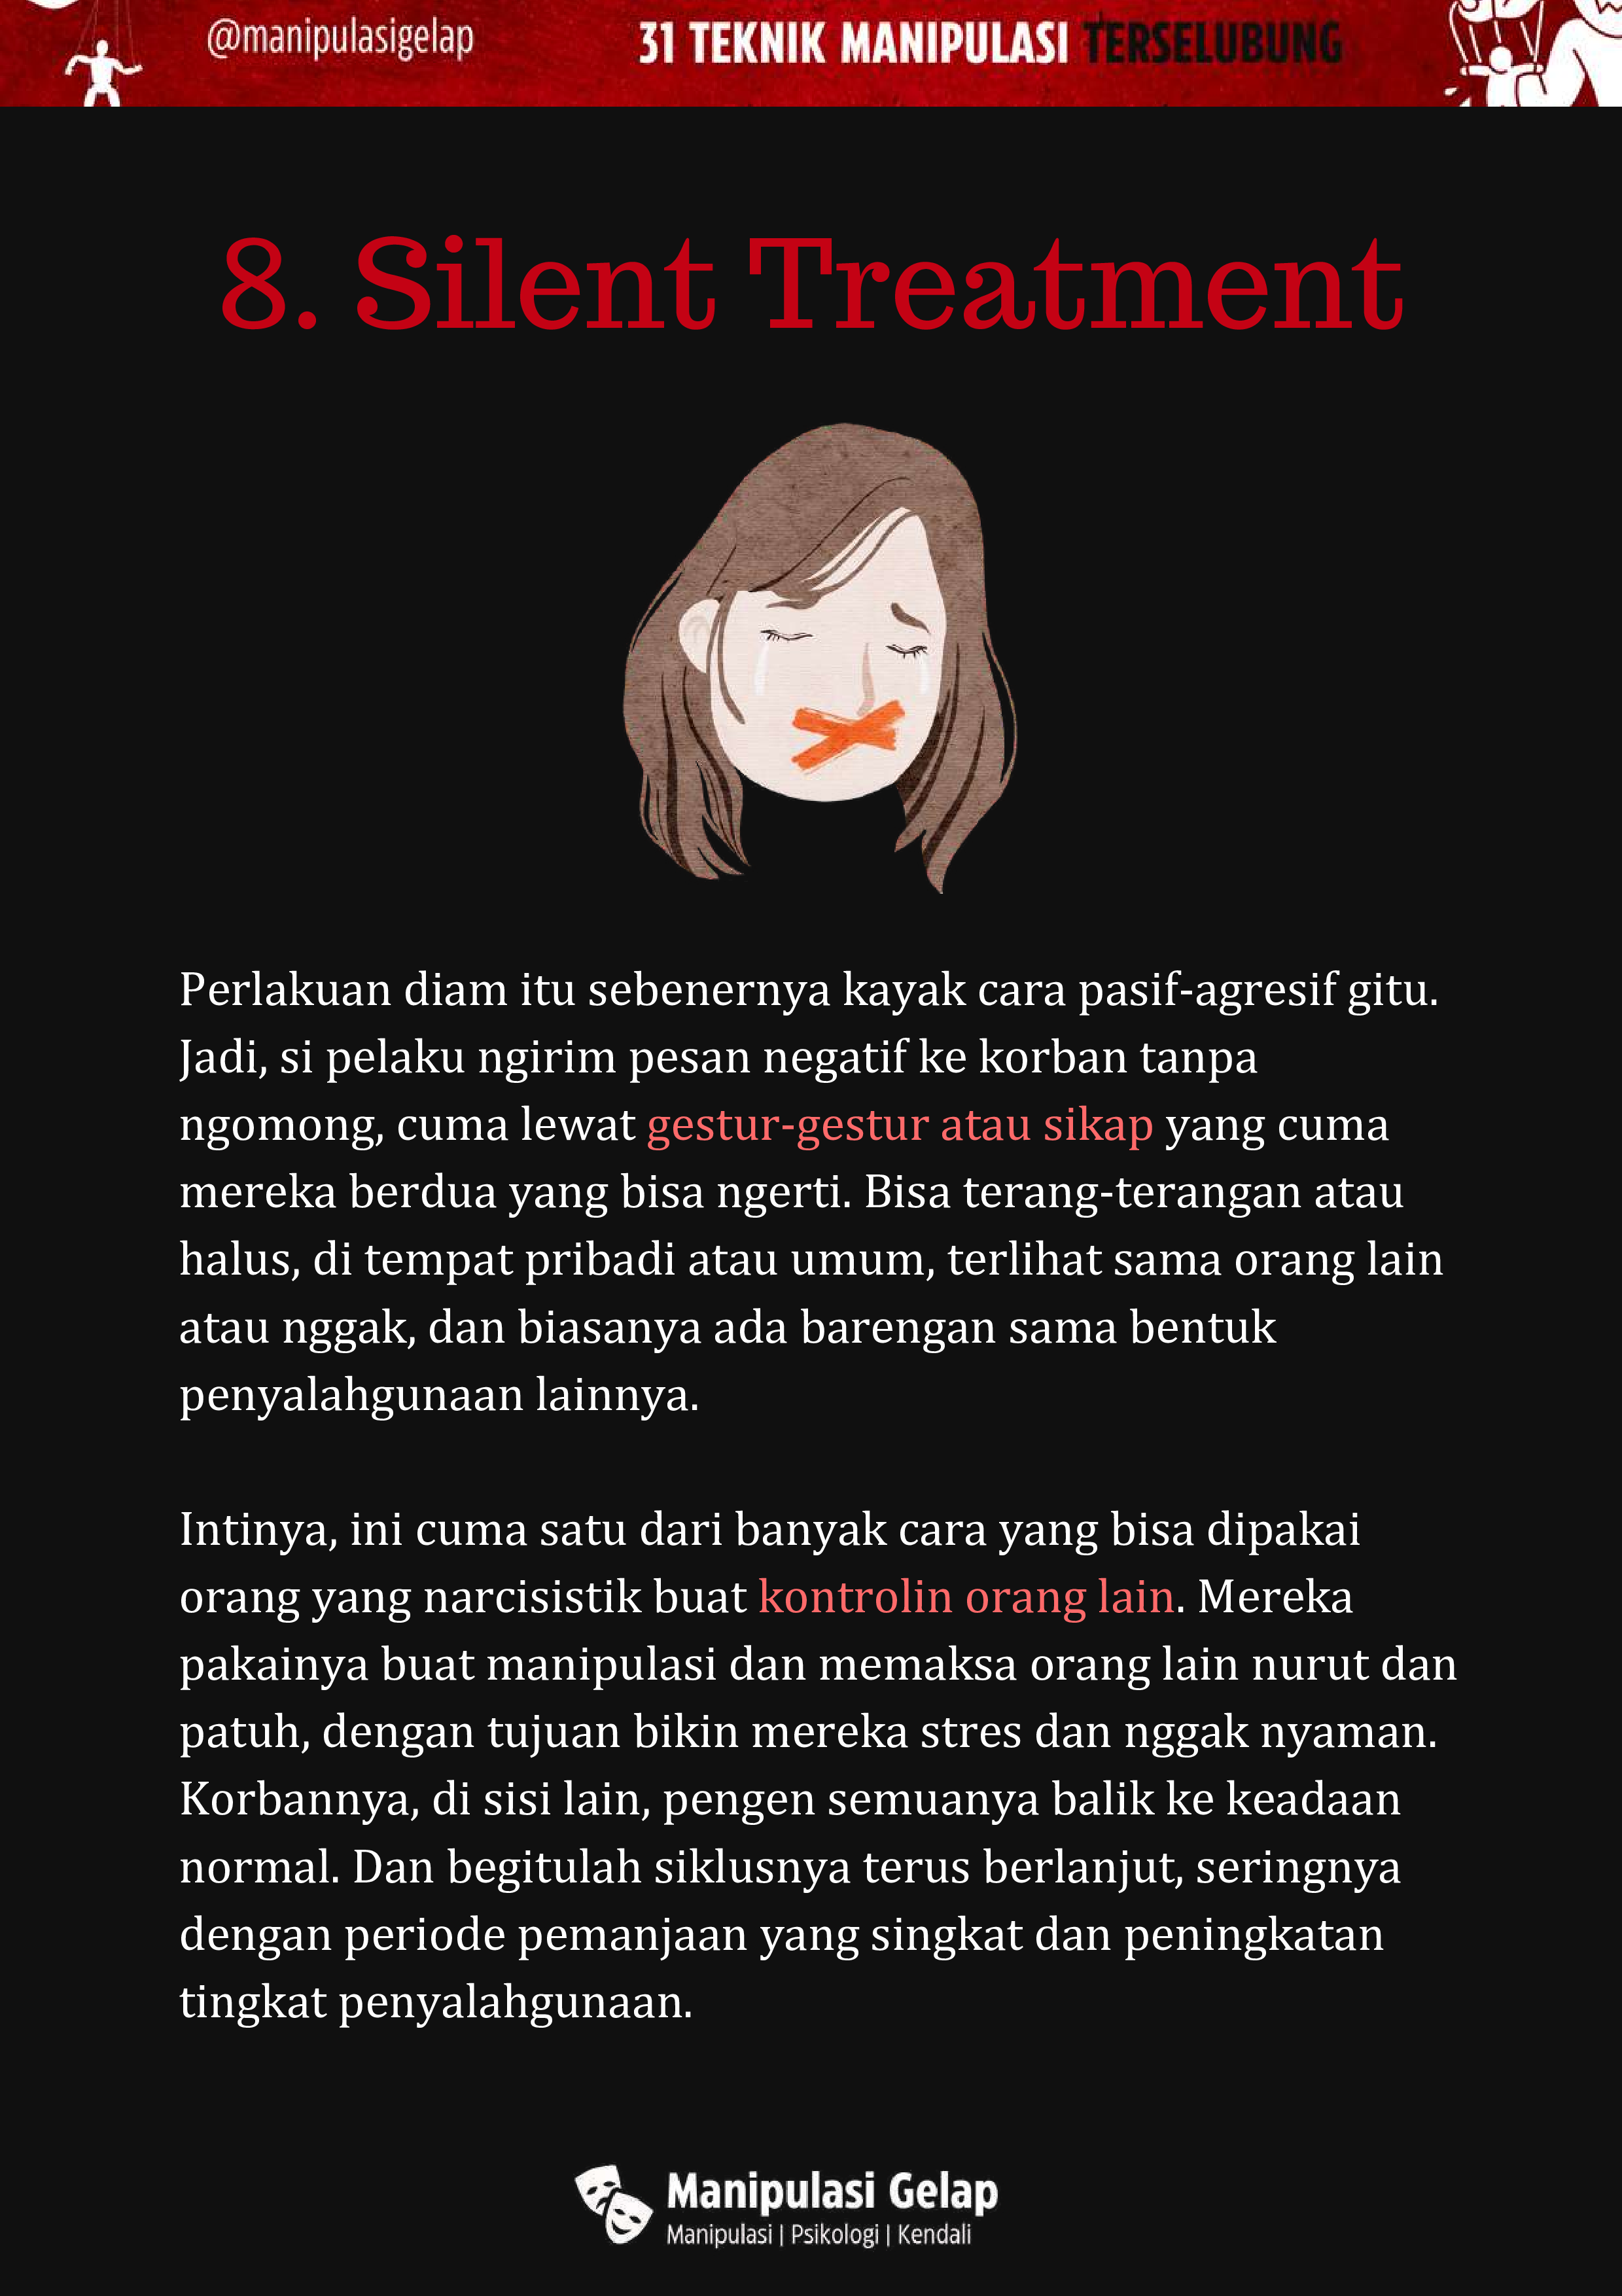 @manipulasigelap
31 TEKNIK MANIPULASI TERSELUBUNG
8. Silent Treatment
Perlakuan diam itu sebenernya kayak cara pasif-agresif gitu.
Jadi, si pelaku ngirim pesan negatif ke korban tanpa
ngomong, cuma lewat gestur-gestur atau sikap yang cuma
mereka berdua yang bisa ngerti. Bisa terang-terangan atau
halus, di tempat pribadi atau umum, terlihat sama orang lain
atau nggak, dan biasanya ada barengan sama bentuk
penyalahgunaan lainnya.
Intinya, ini cuma satu dari banyak cara yang bisa dipakai
orang yang narcisistik buat kontrolin orang lain. Mereka
pakainya buat manipulasi dan memaksa orang lain nurut dan
patuh, dengan tujuan bikin mereka stres dan nggak nyaman.
Korbannya, di sisi lain, pengen semuanya balik ke keadaan
normal. Dan begitulah siklusnya terus berlanjut, seringnya
dengan periode pemanjaan yang singkat dan peningkatan
tingkat penyalahgunaan.
Manipulasi Gelap
Manipulasi | Psikologi | Kendali